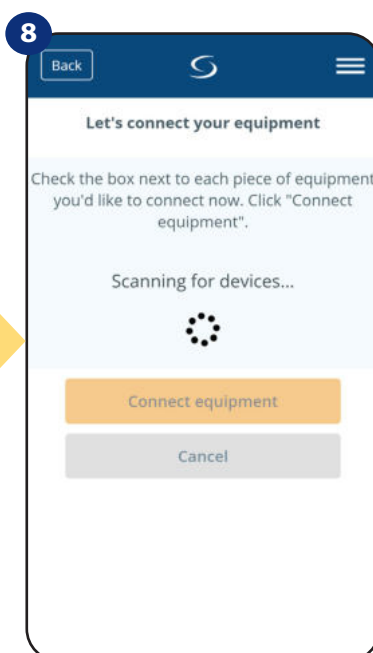 8
Back
Let's connect your equipment
Check the box next to each piece of equipment
you'd like to connect now. Click "Connect
equipment".
Scanning for devices...
Connect equipment
Cancel